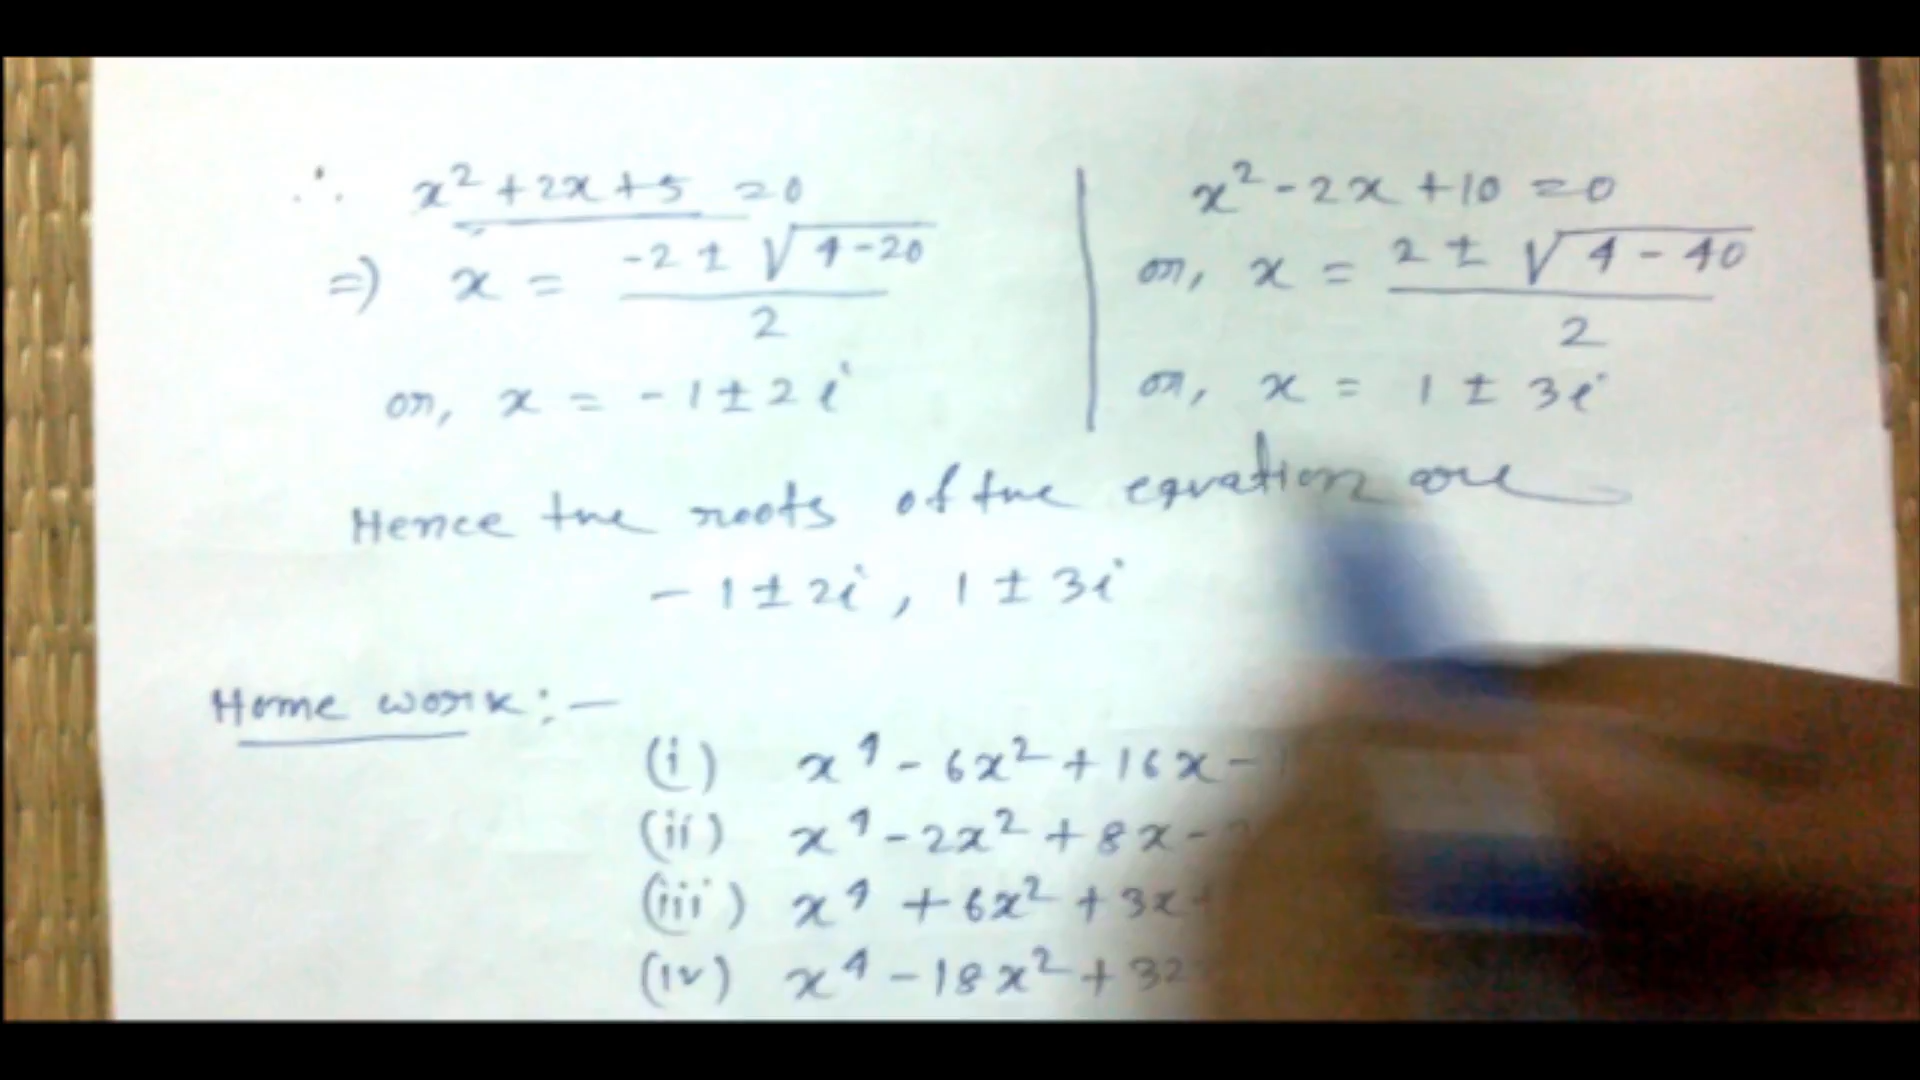 ∴ x² + 2x + 5 = 0
⇒) x = (-2 ± √(4-20)) / 2
or, x = -1 ± 2i
x² - 2x + 10 = 0
or, x = (2 ± √(4 - 40)) / 2
or, x = 1 ± 3i
Hence the roots of the equation are
-1 ± 2i, 1 ± 3i
Home work:-
(i) x⁴ - 6x² + 16x -
(ii) x⁴ - 2x² + 8x -
(iii) x⁴ + 6x² + 3x
(iv) x⁴ - 18x² + 32